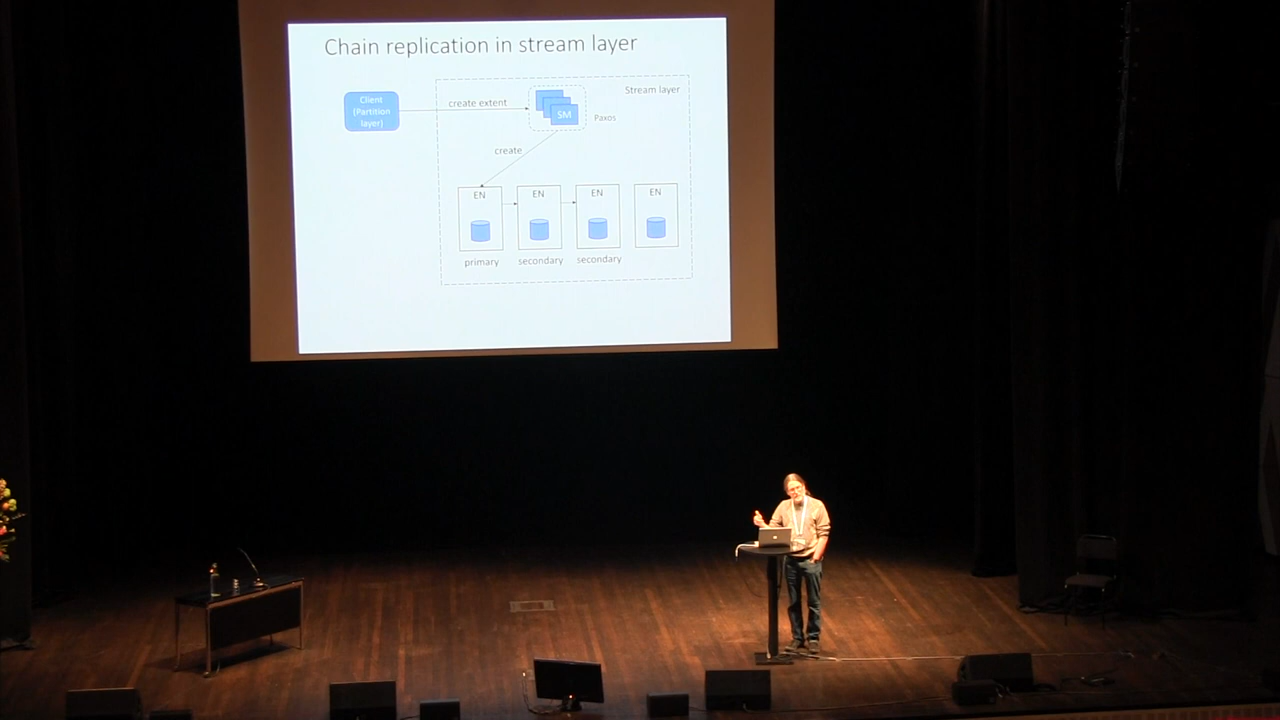 Chain replication in stream layer
Client
(Partition
layer)
create extent
SM
Paxos
Stream layer
create
EN
EN
EN
EN
primary
secondary
secondary